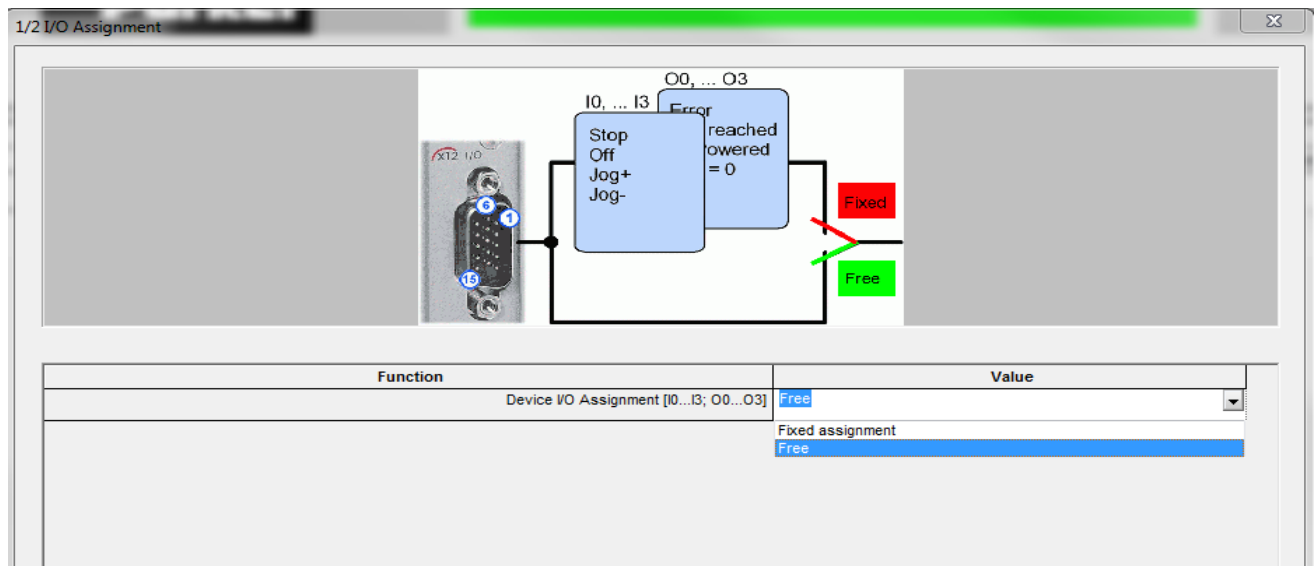 1/2 I/O Assignment
O0, ... O3
I0, ... I3
Error
reached
Powered
= 0
Stop
Off
Jog+
Jog-
X12 I/O
6
1
15
Fixed
Free
Function
Value
Device I/O Assignment [I0...I3; O0...O3]
Free
Fixed assignment
Free